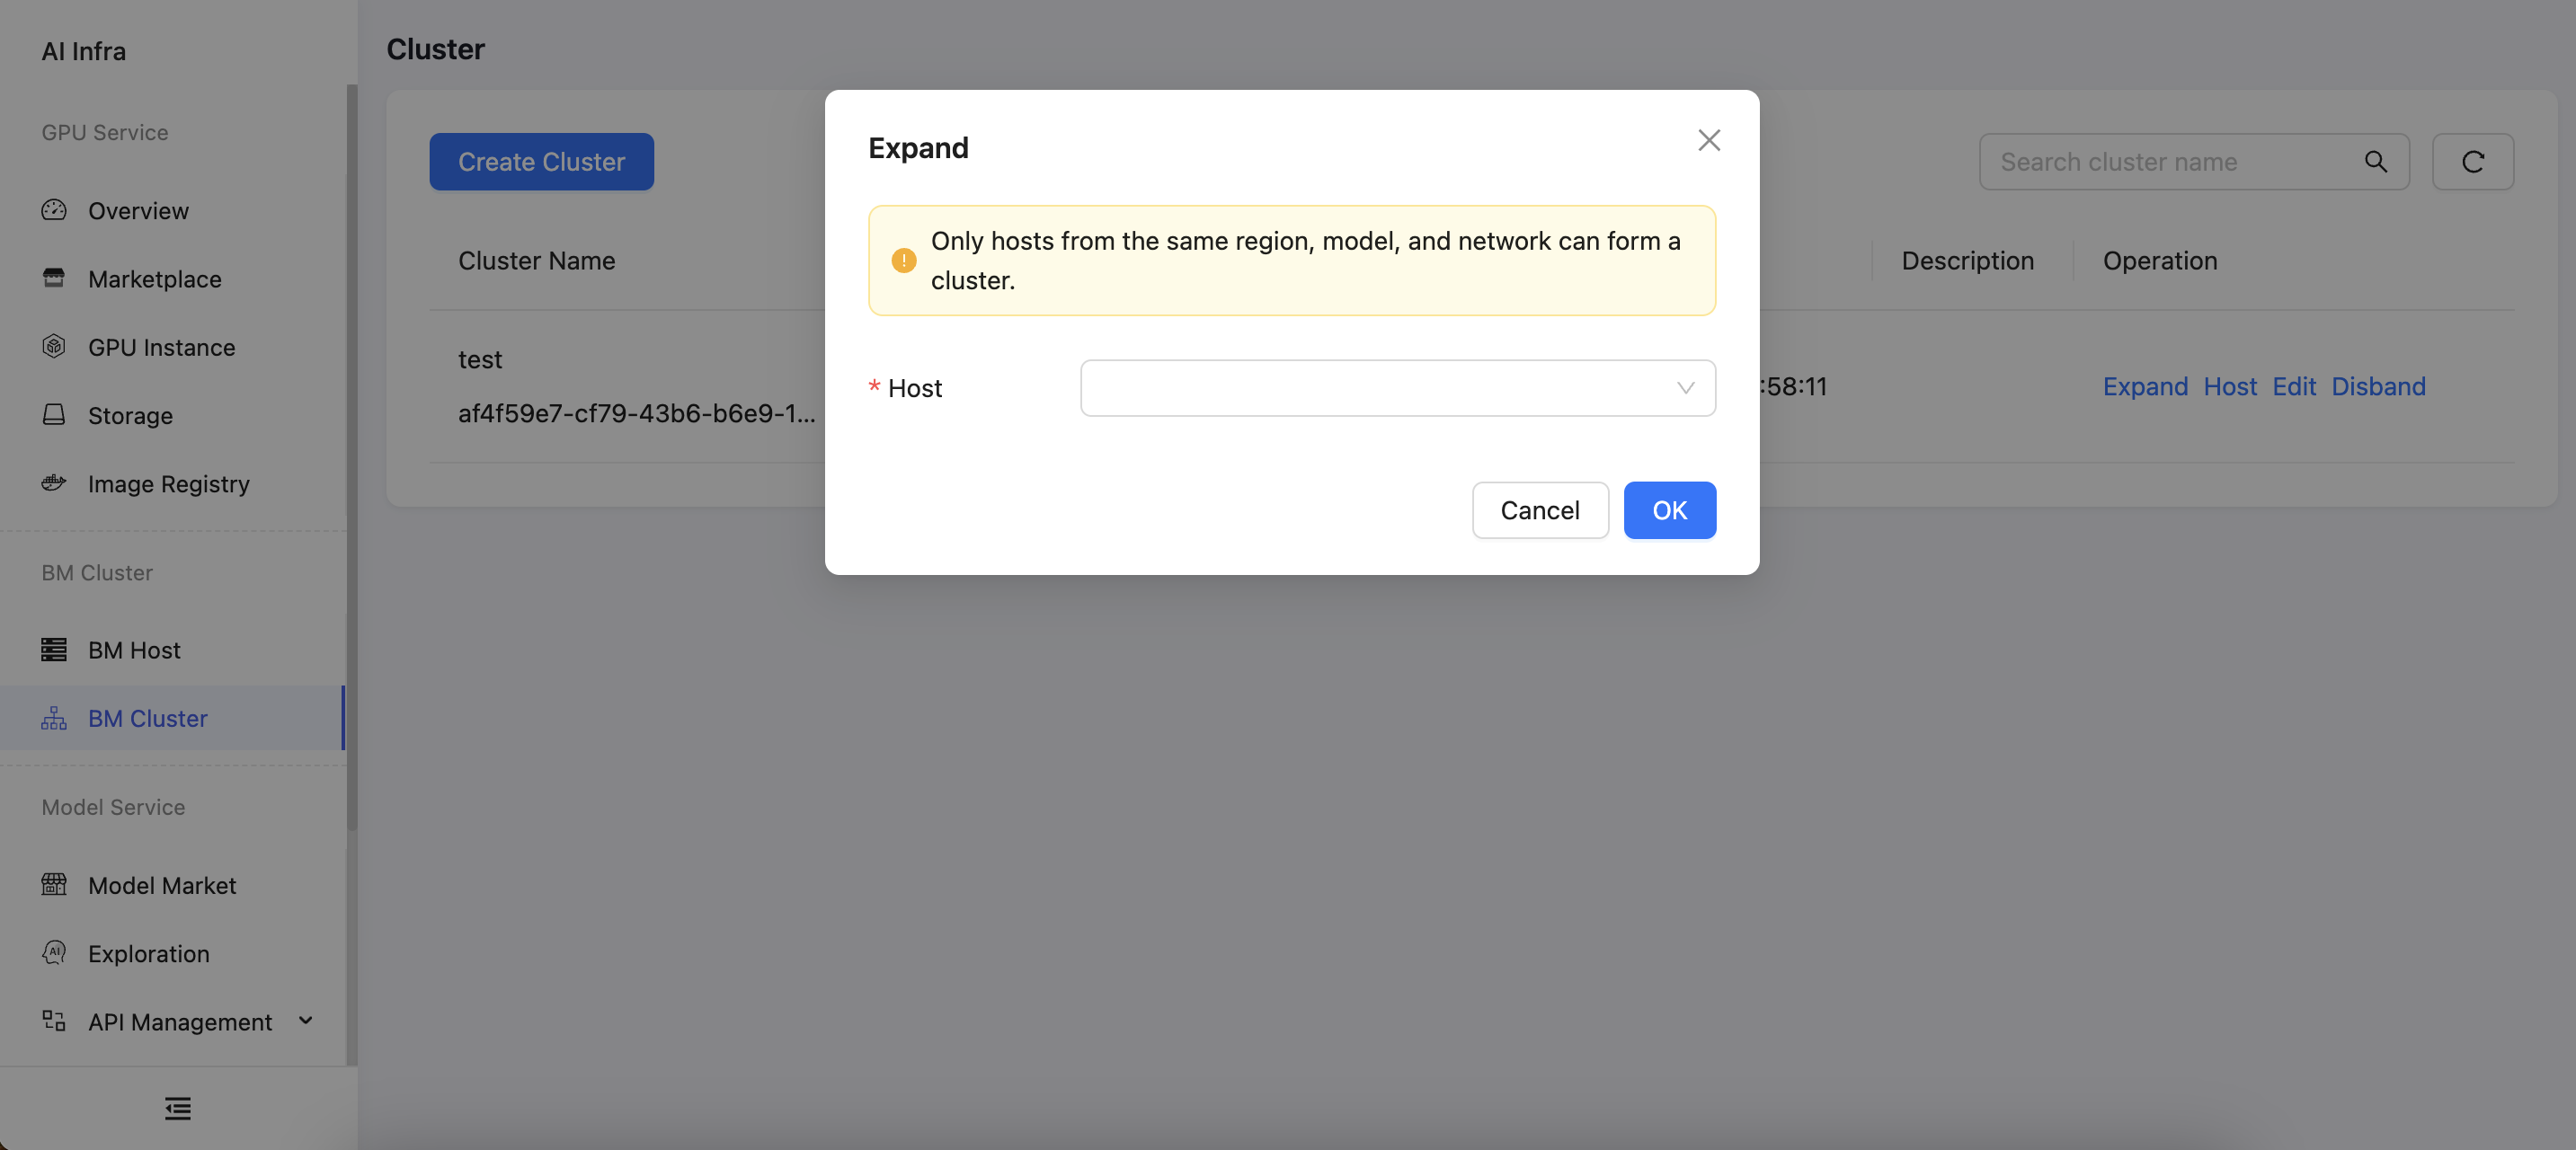 AI Infra
GPU Service
Overview
Marketplace
GPU Instance
Storage
Image Registry
BM Cluster
BM Host
BM Cluster
Model Service
Model Market
Exploration
API Management
Cluster
Create Cluster
Search cluster name
Cluster Name
Description
Operation
test
af4f59e7-cf79-43b6-b6e9-1...
:58:11
Expand Host Edit Disband
Expand
Only hosts from the same region, model, and network can form a
cluster.
* Host
Cancel
OK